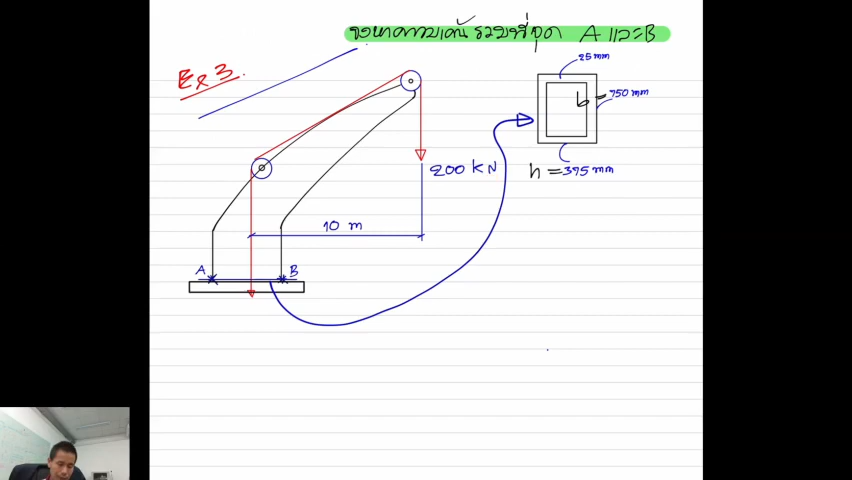 จงหาความเค้นรวมที่จุด A และ B
Ex 3.
25 mm
b = 750 mm
200 kN
h = 375 mm
10 m
A
B